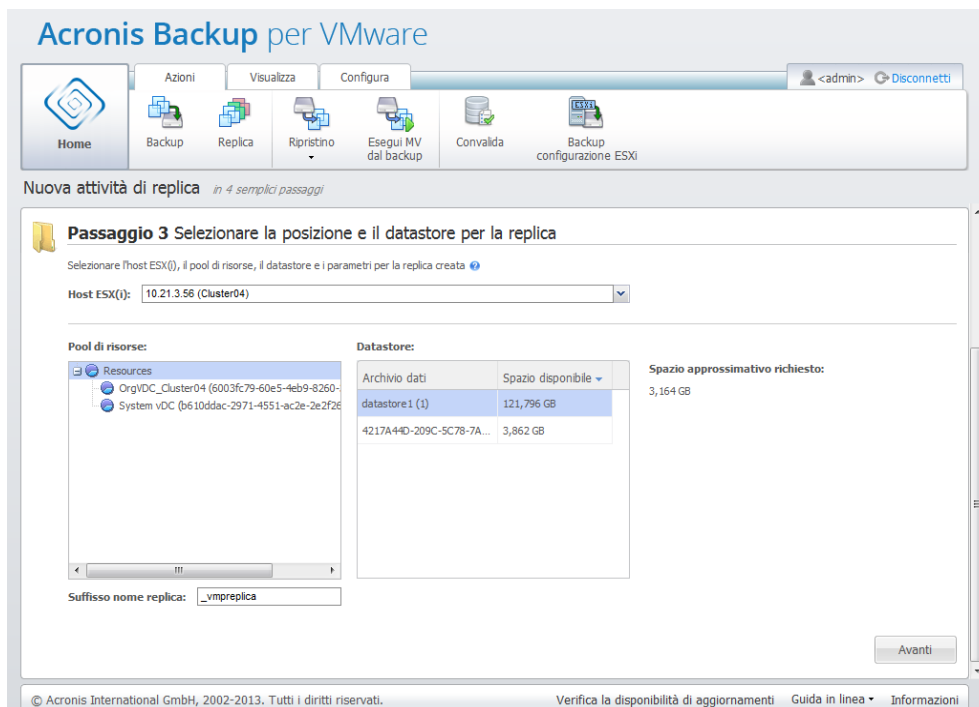 Acronis Backup per VMware
Azioni
Visualizza
Configura
<admin>
Disconnetti
Home
Backup
Replica
Ripristino
Esegui MV
dal backup
Convalida
ESXi
Backup
configurazione ESXi
Nuova attività di replica in 4 semplici passaggi
Passaggio 3 Selezionare la posizione e il datastore per la replica
Selezionare l'host ESX(i), il pool di risorse, il datastore e i parametri per la replica creata
Host ESX(i): 10.21.3.56 (Cluster04)
Pool di risorse:
Resources
OrgVDC_Cluster04 (6003fc79-60e5-4eb9-8260-
System vDC (b610ddac-2971-4551-ac2e-2e2f26
Datastore:
Archivio dati Spazio disponibile
datastore1 (1) 121,796 GB
4217A44D-209C-5C78-7A... 3,862 GB
Spazio approssimativo richiesto:
3,164 GB
Suffisso nome replica: _vmpreplica
Avanti
© Acronis International GmbH, 2002-2013. Tutti i diritti riservati.
Verifica la disponibilità di aggiornamenti Guida in linea Informazioni